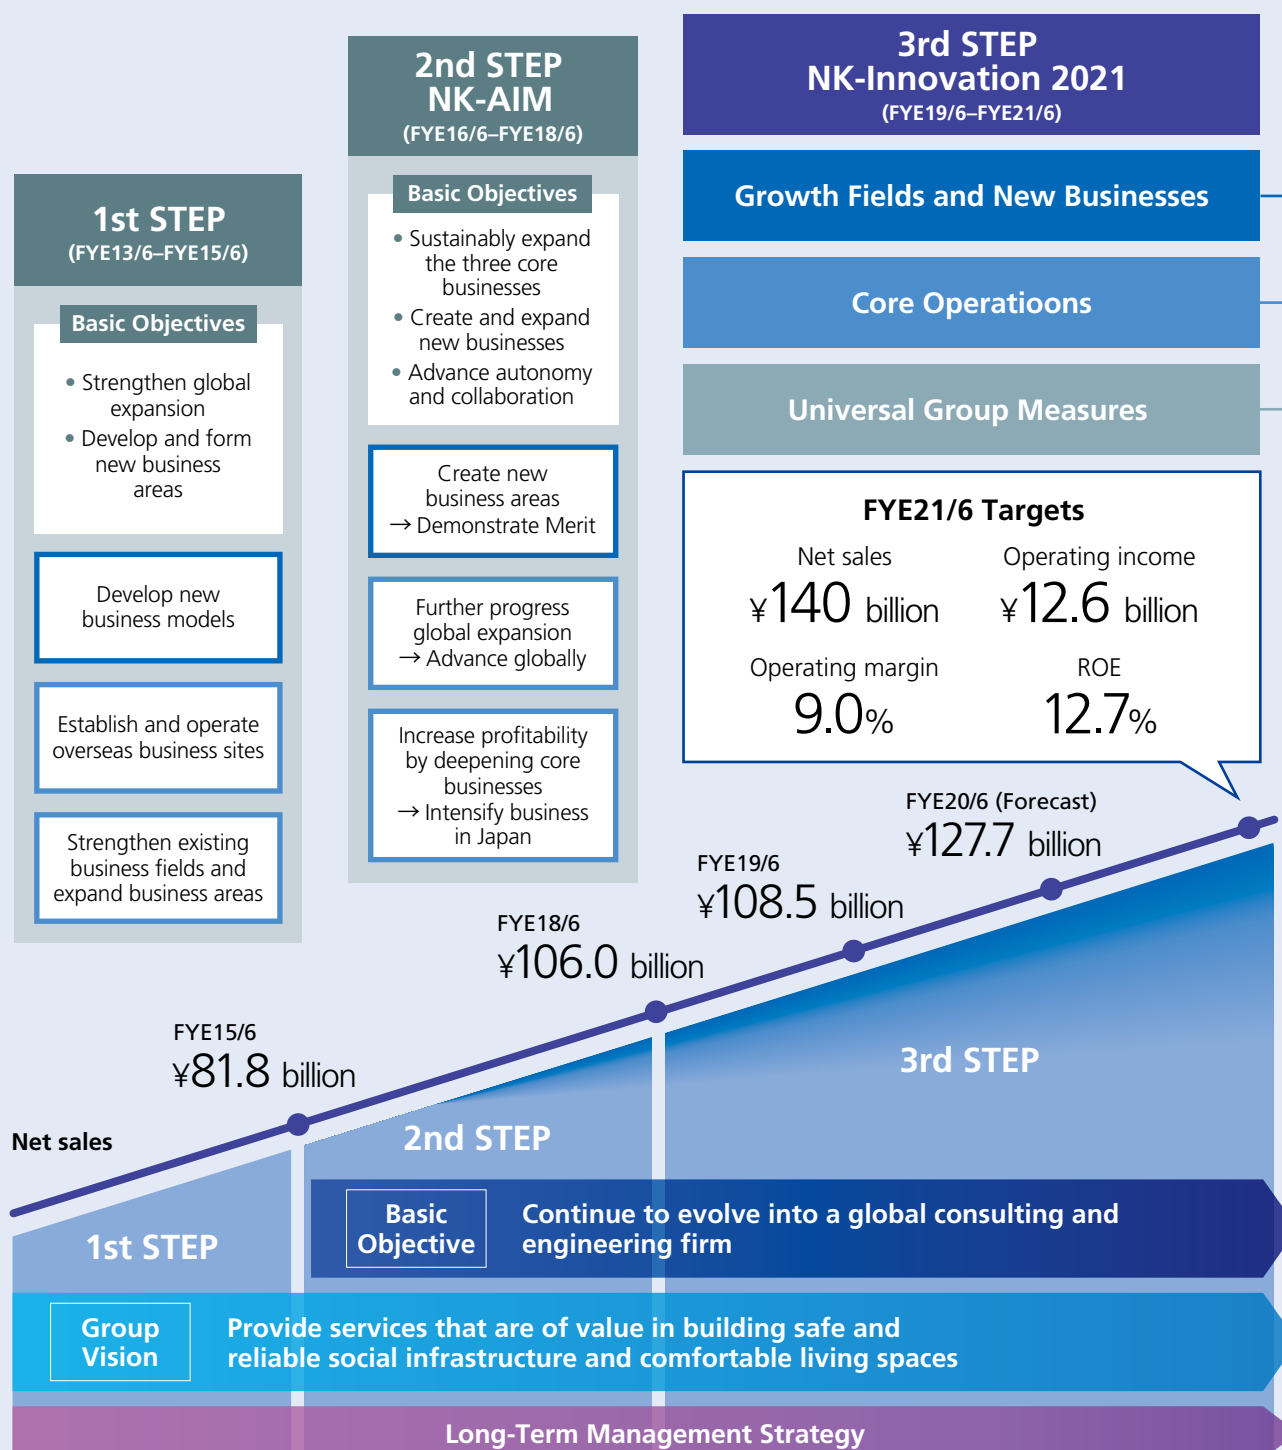 1st STEP
(FYE13/6–FYE15/6)
Basic Objectives
• Strengthen global
expansion
• Develop and form
new business
areas
Develop new
business models
Establish and operate
overseas business sites
Strengthen existing
business fields and
expand business areas
2nd STEP
NK-AIM
(FYE16/6–FYE18/6)
Basic Objectives
• Sustainably expand
the three core
businesses
• Create and expand
new businesses
• Advance autonomy
and collaboration
Create new
business areas
→ Demonstrate Merit
Further progress
global expansion
→ Advance globally
Increase profitability
by deepening core
businesses
→ Intensify business
in Japan
3rd STEP
NK-Innovation 2021
(FYE19/6–FYE21/6)
Growth Fields and New Businesses
Core Operatioons
Universal Group Measures
FYE21/6 Targets
Net sales
¥140 billion
Operating income
¥12.6 billion
Operating margin
9.0%
ROE
12.7%
FYE20/6 (Forecast)
¥127.7 billion
FYE19/6
¥108.5 billion
FYE18/6
¥106.0 billion
FYE15/6
¥81.8 billion
Net sales
1st STEP
2nd STEP
3rd STEP
Basic
Objective
Continue to evolve into a global consulting and
engineering firm
Group
Vision
Provide services that are of value in building safe and
reliable social infrastructure and comfortable living spaces
Long-Term Management Strategy